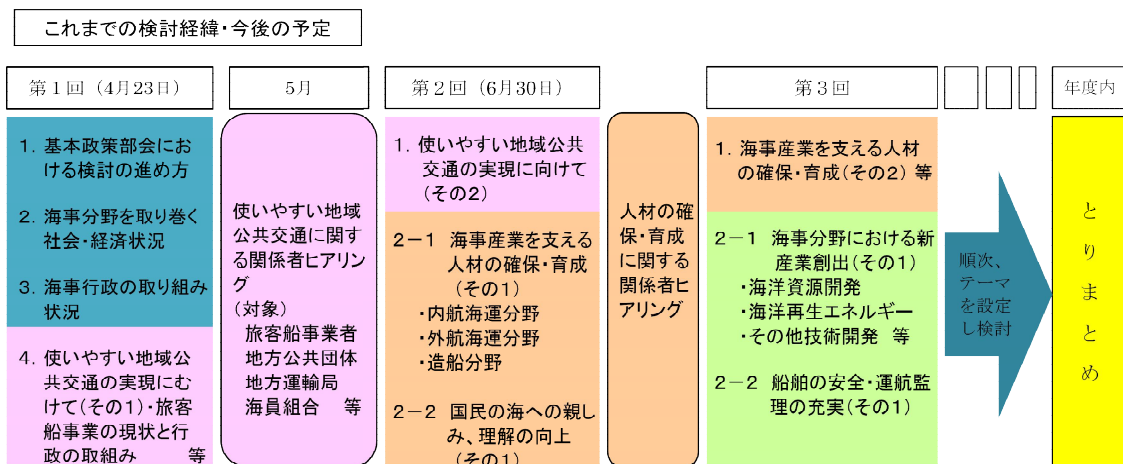 これまでの検討経緯・今後の予定
第1回（4月23日）
1. 基本政策部会にお
ける検討の進め方
2. 海事分野を取り巻く
社会・経済状況
3. 海事行政の取り組み
状況
4. 使いやすい地域公
共交通の実現にむ
けて(その1)・旅客
船事業の現状と行
政の取組み 等
5月
使いやすい地域
公共交通に関す
る関係者ヒアリン
グ
(対象)
旅客船事業者
地方公共団体
地方運輸局
海員組合 等
第2回（6月30日）
1. 使いやすい地域公共
交通の実現に向けて
(その2)
2－1 海事産業を支える
人材の確保・育成
(その1)
・内航海運分野
・外航海運分野
・造船分野
2－2 国民の海への親し
み、理解の向上
(その1)
人材の確
保・育成
に関する
関係者ヒ
アリング
第3回
1. 海事産業を支える人材
の確保・育成(その2) 等
2－1 海事分野における新
産業創出(その1)
・海洋資源開発
・海洋再生エネルギー
・その他技術開発 等
2－2 船舶の安全・運航監
理の充実(その1)
順次、
テーマ
を設定
し検討
年度内
とりまとめ